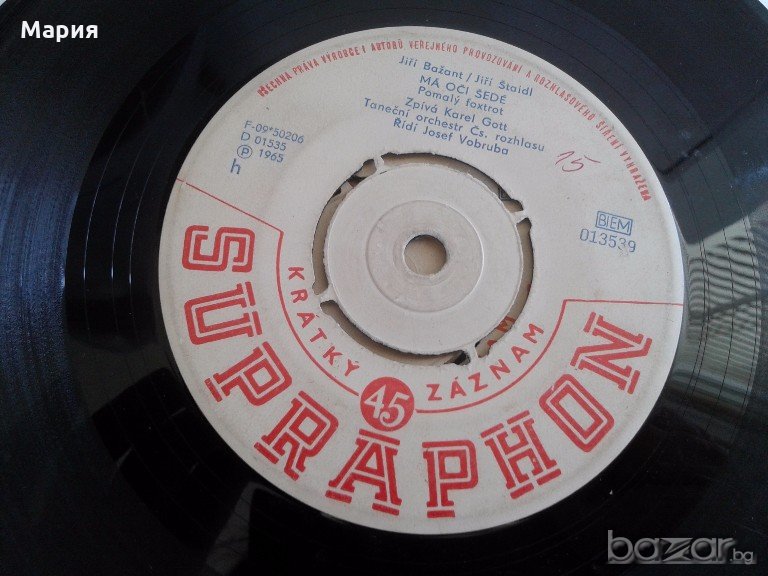 Мария
VŠECHNA PRÁVA VÝROBCE I AUTORŮ VEŘEJNÉHO PROVOZOVÁNÍ A ROZHLASOVÉHO ŠÍŘENÍ VYHRAZENA
Jiří Bažant/Jiří Štaidl
MÁ OČI ŠEDÉ
Pomalý foxtrot
Zpívá Karel Gott
Taneční orchestr Čs. rozhlasu
Řídí Josef Vobruba
F-09*50206
D 01535
Ⓟ 1965
h
15
BIEM
013539
KRÁTKÝ 45 ZÁZNAM
SUPRAPHON
bazar.bg